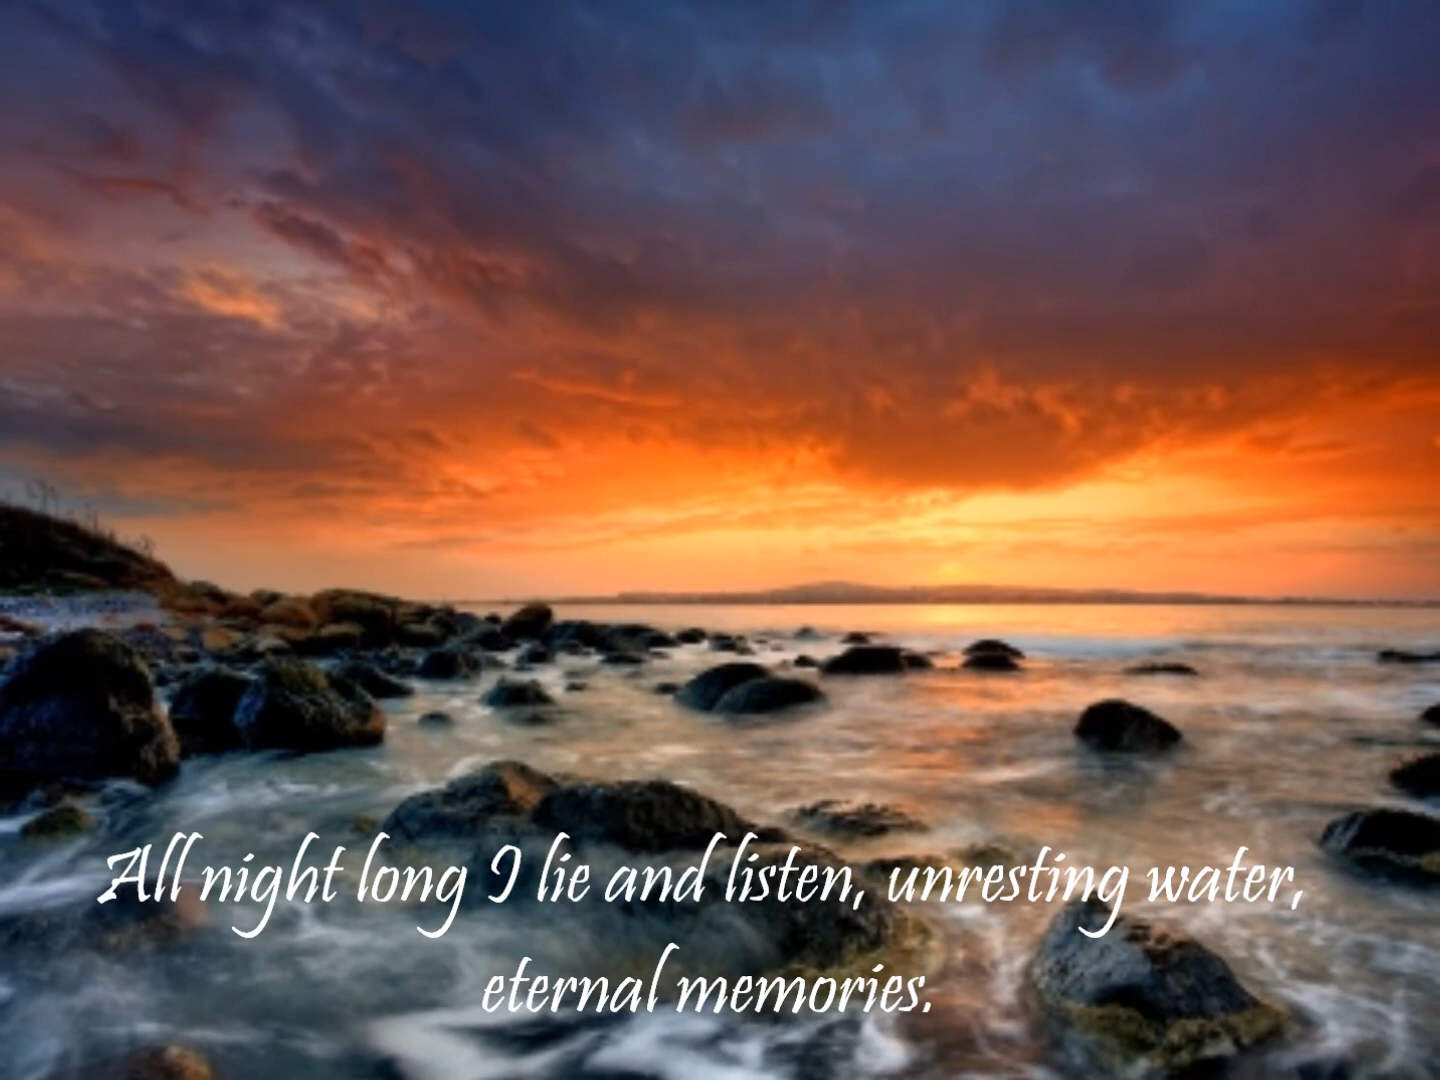 All night long I lie and listen, unresting water,
eternal memories.